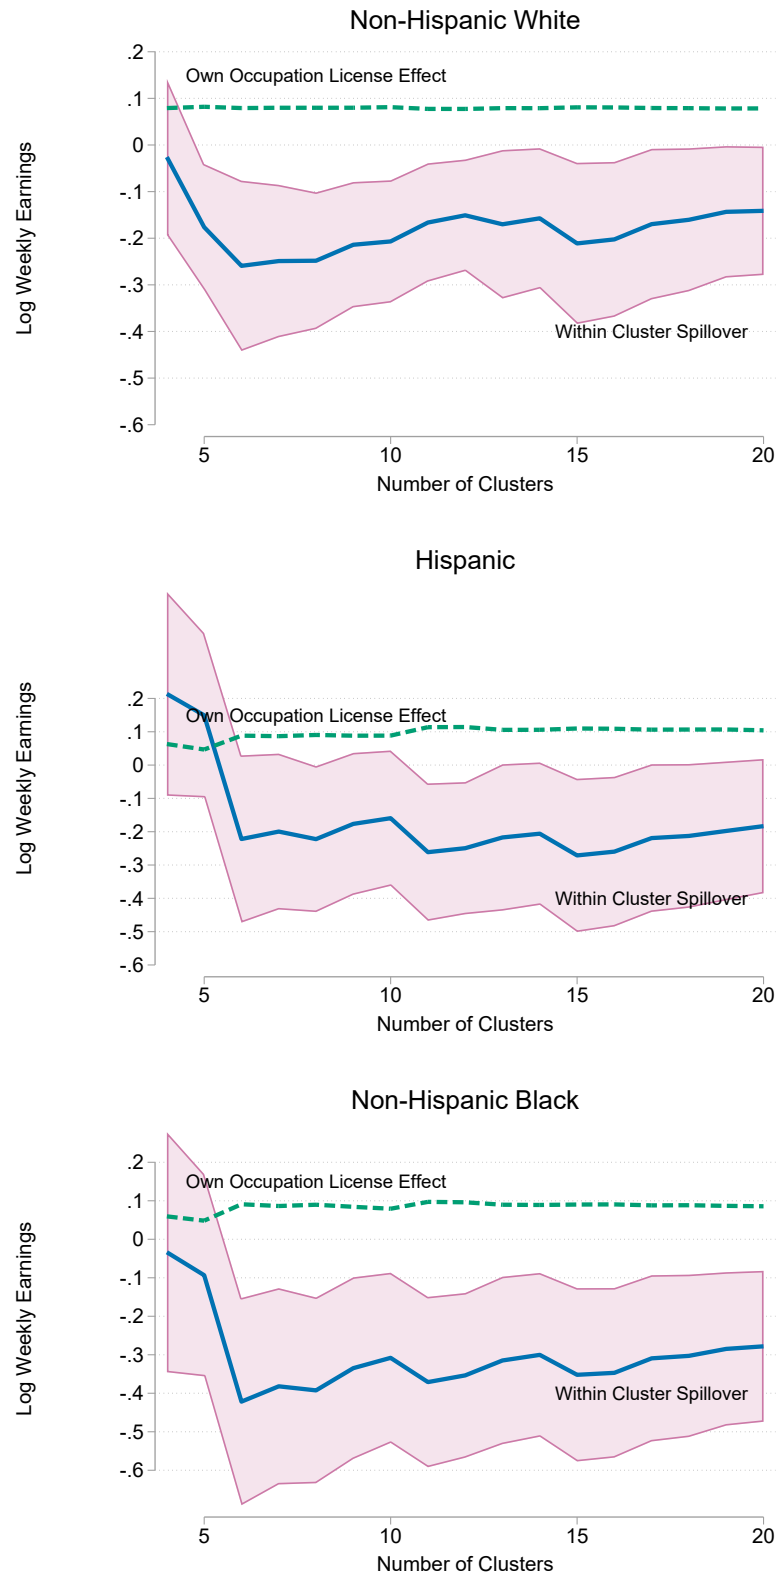 Non-Hispanic White
Log Weekly Earnings
.2
.1
0
-.1
-.2
-.3
-.4
-.5
-.6
Own Occupation License Effect
Within Cluster Spillover
5 10 15 20
Number of Clusters
Hispanic
Log Weekly Earnings
.2
.1
0
-.1
-.2
-.3
-.4
-.5
-.6
Own Occupation License Effect
Within Cluster Spillover
5 10 15 20
Number of Clusters
Non-Hispanic Black
Log Weekly Earnings
.2
.1
0
-.1
-.2
-.3
-.4
-.5
-.6
Own Occupation License Effect
Within Cluster Spillover
5 10 15 20
Number of Clusters